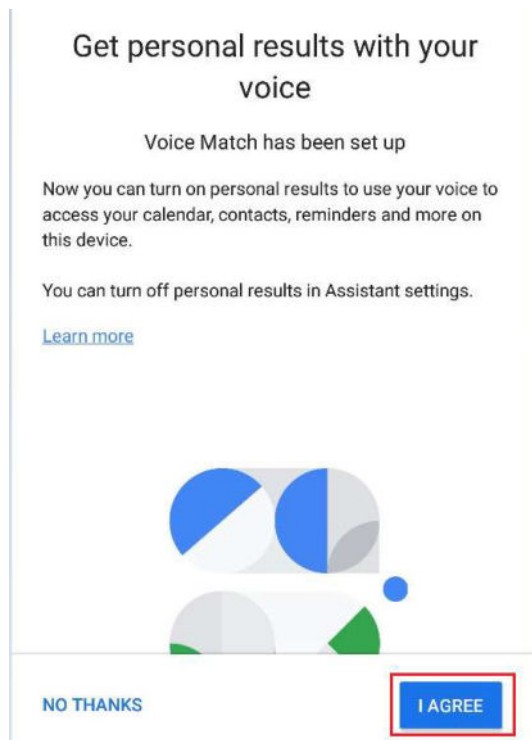 Get personal results with your
voice
Voice Match has been set up
Now you can turn on personal results to use your voice to
access your calendar, contacts, reminders and more on
this device.
You can turn off personal results in Assistant settings.
Learn more
NO THANKS
I AGREE